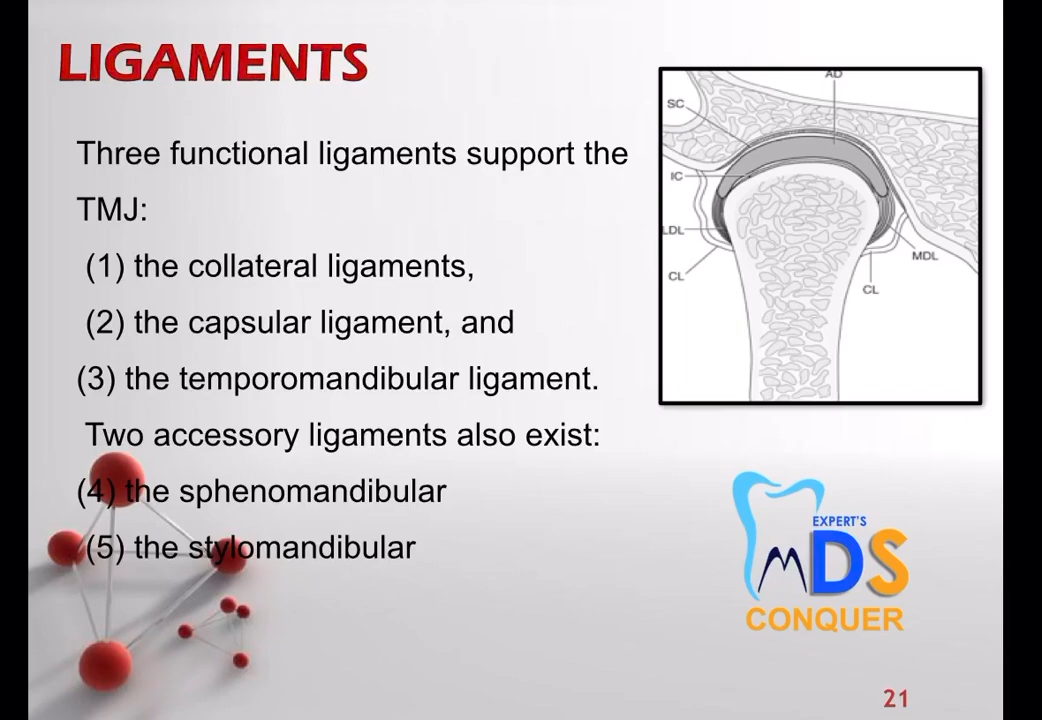 LIGAMENTS
Three functional ligaments support the
TMJ:
(1) the collateral ligaments,
(2) the capsular ligament, and
(3) the temporomandibular ligament.
Two accessory ligaments also exist:
(4) the sphenomandibular
(5) the stylomandibular
AD
SC
IC
LDL
CL
MDL
CL
EXPERT'S
MDS
CONQUER
21